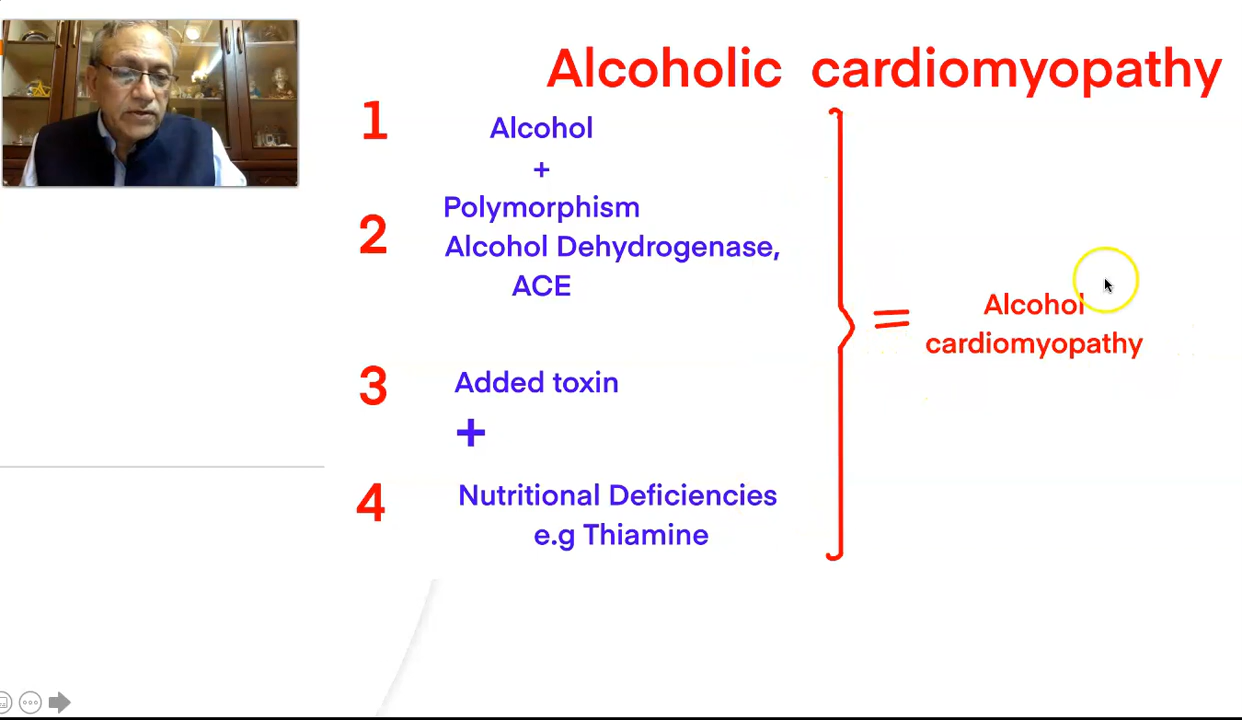 Alcoholic cardiomyopathy
1 Alcohol
+
Polymorphism
2 Alcohol Dehydrogenase,
ACE
3 Added toxin
+
4 Nutritional Deficiencies
e.g Thiamine
=
Alcohol
cardiomyopathy